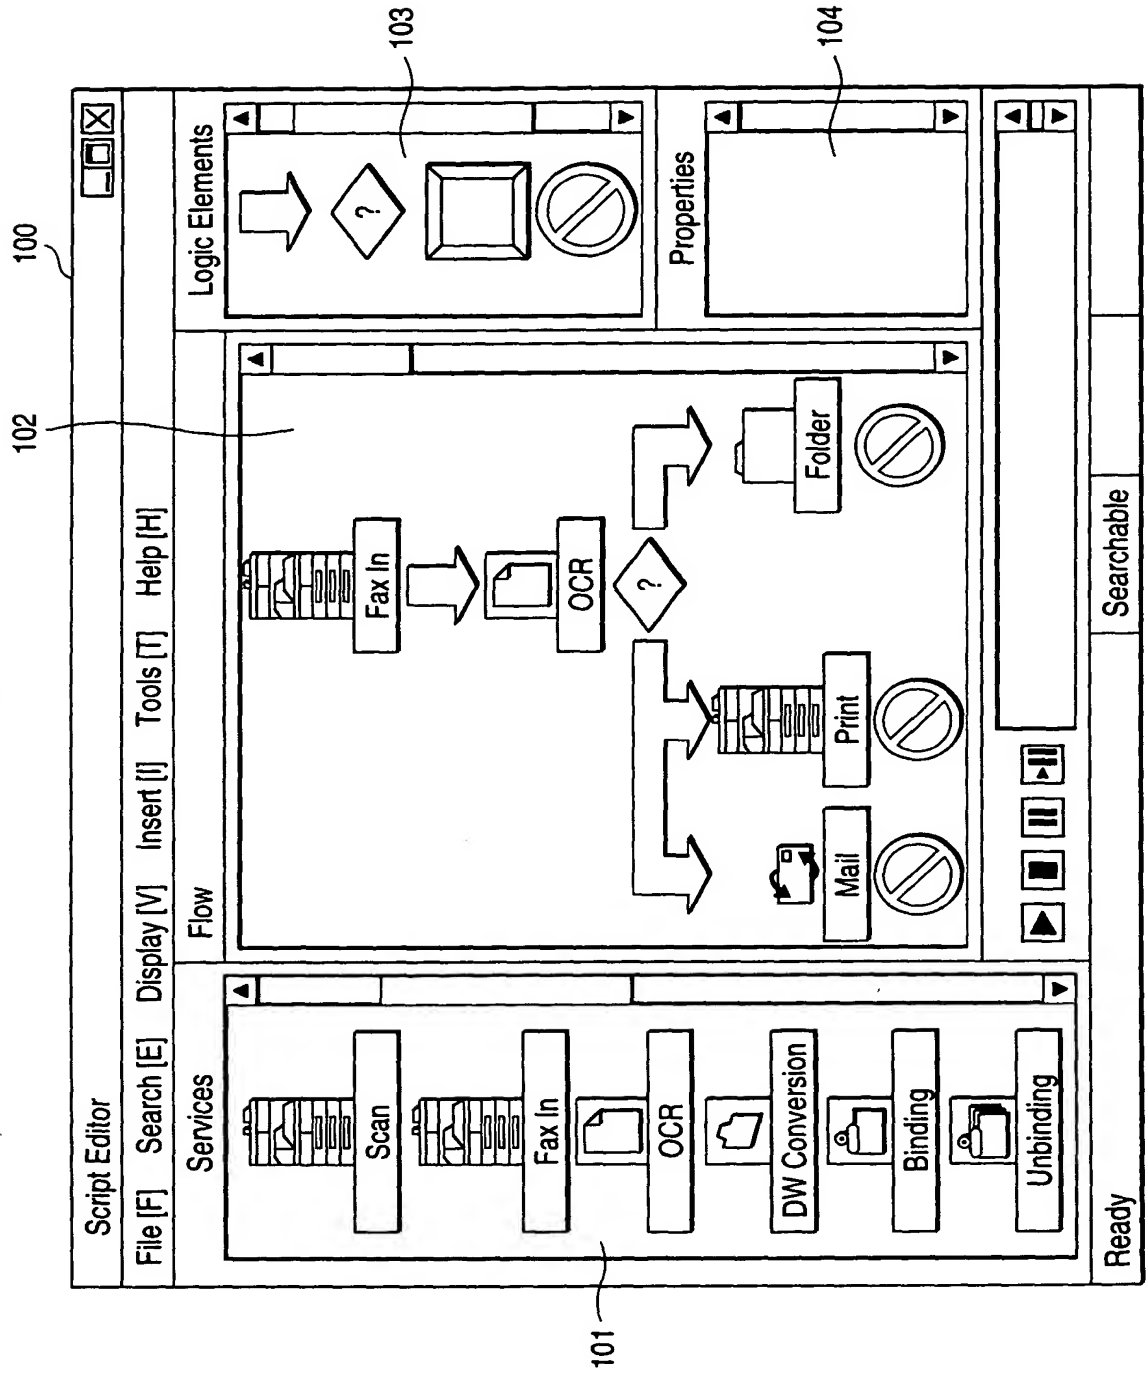 100
Script Editor
File [F] Search [E] Display [V] Insert [I] Tools [T] Help [H]
Services
Scan
Fax In
OCR
DW Conversion
Binding
Unbinding
101
Flow
102
Fax In
OCR
?
Mail
Print
Folder
Logic Elements
?
103
Properties
104
Ready
Searchable